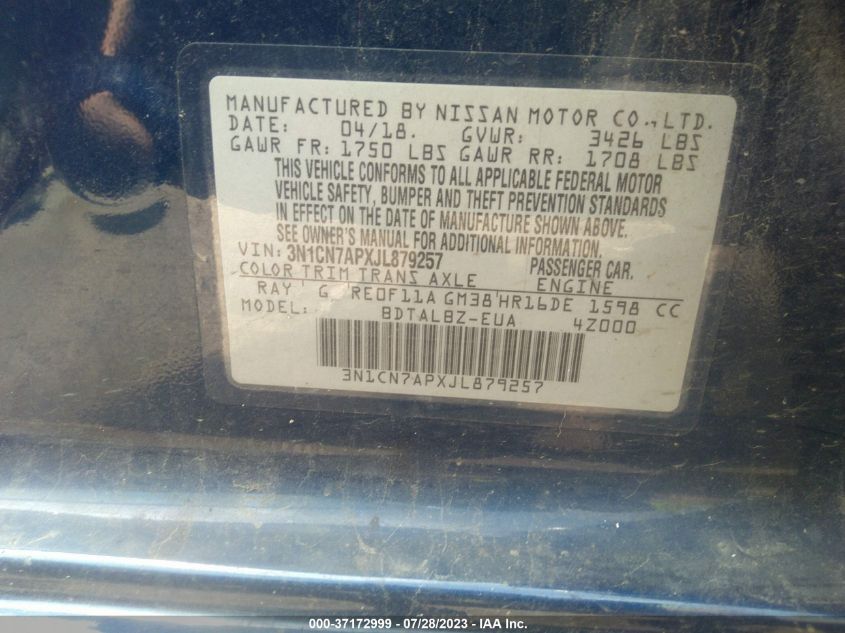 MANUFACTURED BY NISSAN MOTOR CO.,LTD.
DATE: 04/18. GVWR: 3426 LBS
GAWR FR: 1750 LBS GAWR RR: 1708 LBS
THIS VEHICLE CONFORMS TO ALL APPLICABLE FEDERAL MOTOR
VEHICLE SAFETY, BUMPER AND THEFT PREVENTION STANDARDS
IN EFFECT ON THE DATE OF MANUFACTURE SHOWN ABOVE.
SEE OWNER'S MANUAL FOR ADDITIONAL INFORMATION.
VIN: 3N1CN7APXJL879257 PASSENGER CAR.
COLOR TRIM TRANS AXLE ENGINE
RAY G RE0F11A GM38 HR16DE 1598 CC
MODEL: BDTALBZ-EUA 4Z000
3N1CN7APXJL879257
000-37172999 - 07/28/2023 - IAA Inc.